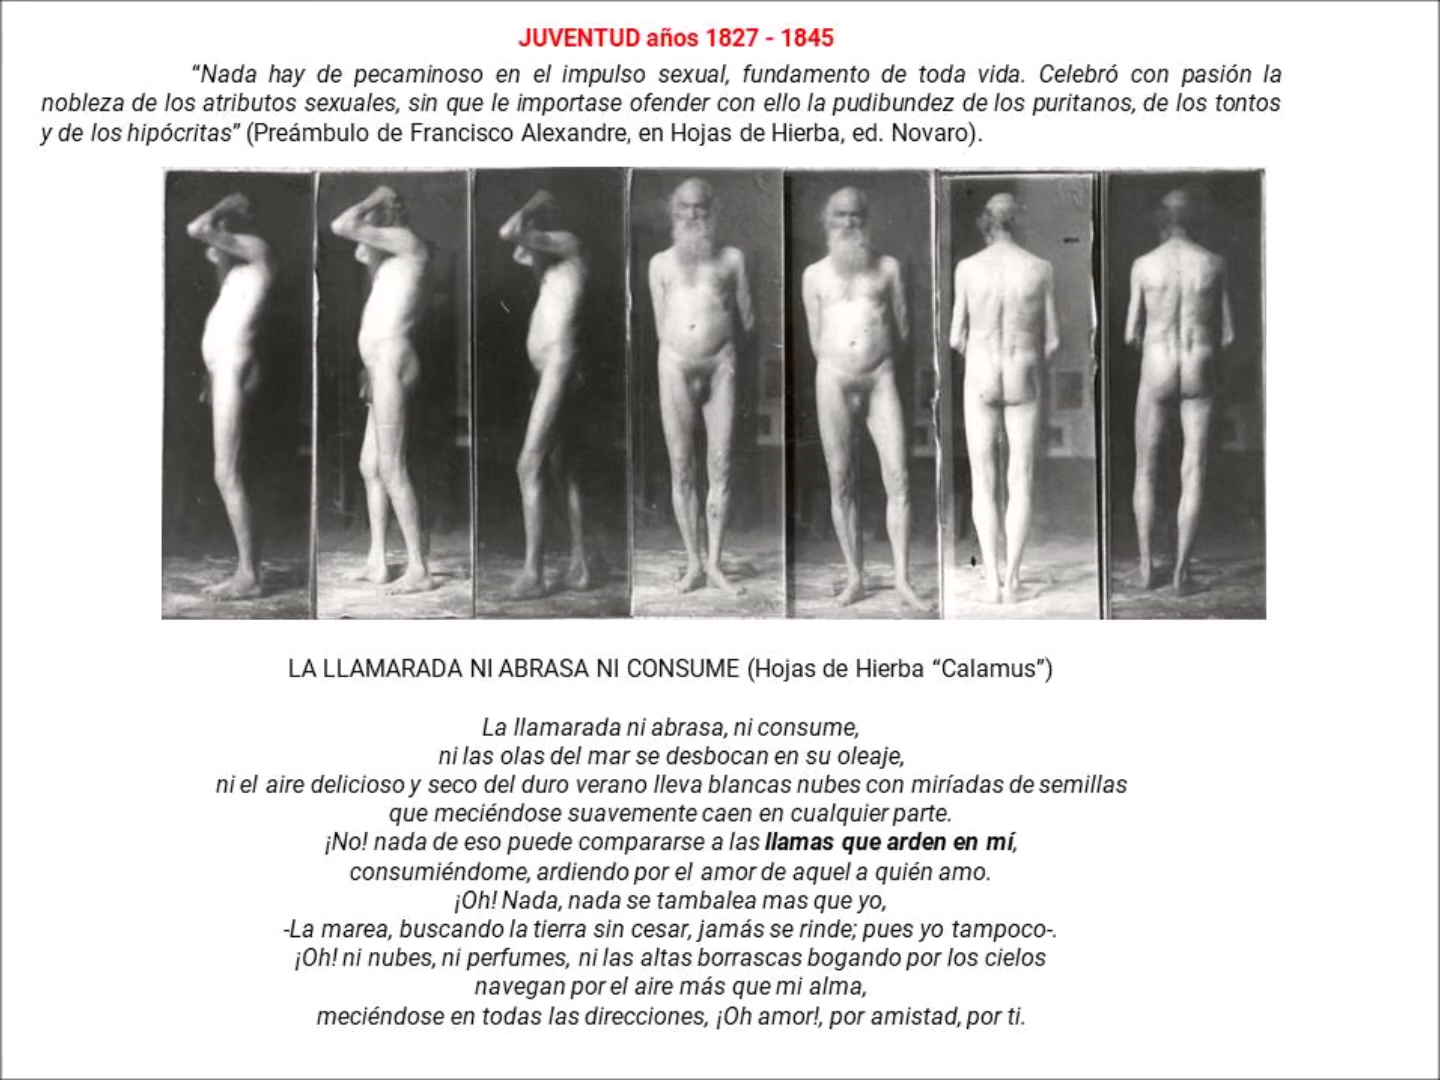 JUVENTUD años 1827 - 1845
“Nada hay de pecaminoso en el impulso sexual, fundamento de toda vida. Celebró con pasión la
nobleza de los atributos sexuales, sin que le importase ofender con ello la pudibundez de los puritanos, de los tontos
y de los hipócritas” (Preámbulo de Francisco Alexandre, en Hojas de Hierba, ed. Novaro).
LA LLAMARADA NI ABRASA NI CONSUME (Hojas de Hierba “Calamus”)
La llamarada ni abrasa, ni consume,
ni las olas del mar se desbocan en su oleaje,
ni el aire delicioso y seco del duro verano lleva blancas nubes con miríadas de semillas
que meciéndose suavemente caen en cualquier parte.
¡No! nada de eso puede compararse a las llamas que arden en mí,
consumiéndome, ardiendo por el amor de aquel a quién amo.
¡Oh! Nada, nada se tambalea mas que yo,
-La marea, buscando la tierra sin cesar, jamás se rinde; pues yo tampoco-.
¡Oh! ni nubes, ni perfumes, ni las altas borrascas bogando por los cielos
navegan por el aire más que mi alma,
meciéndose en todas las direcciones, ¡Oh amor!, por amistad, por ti.